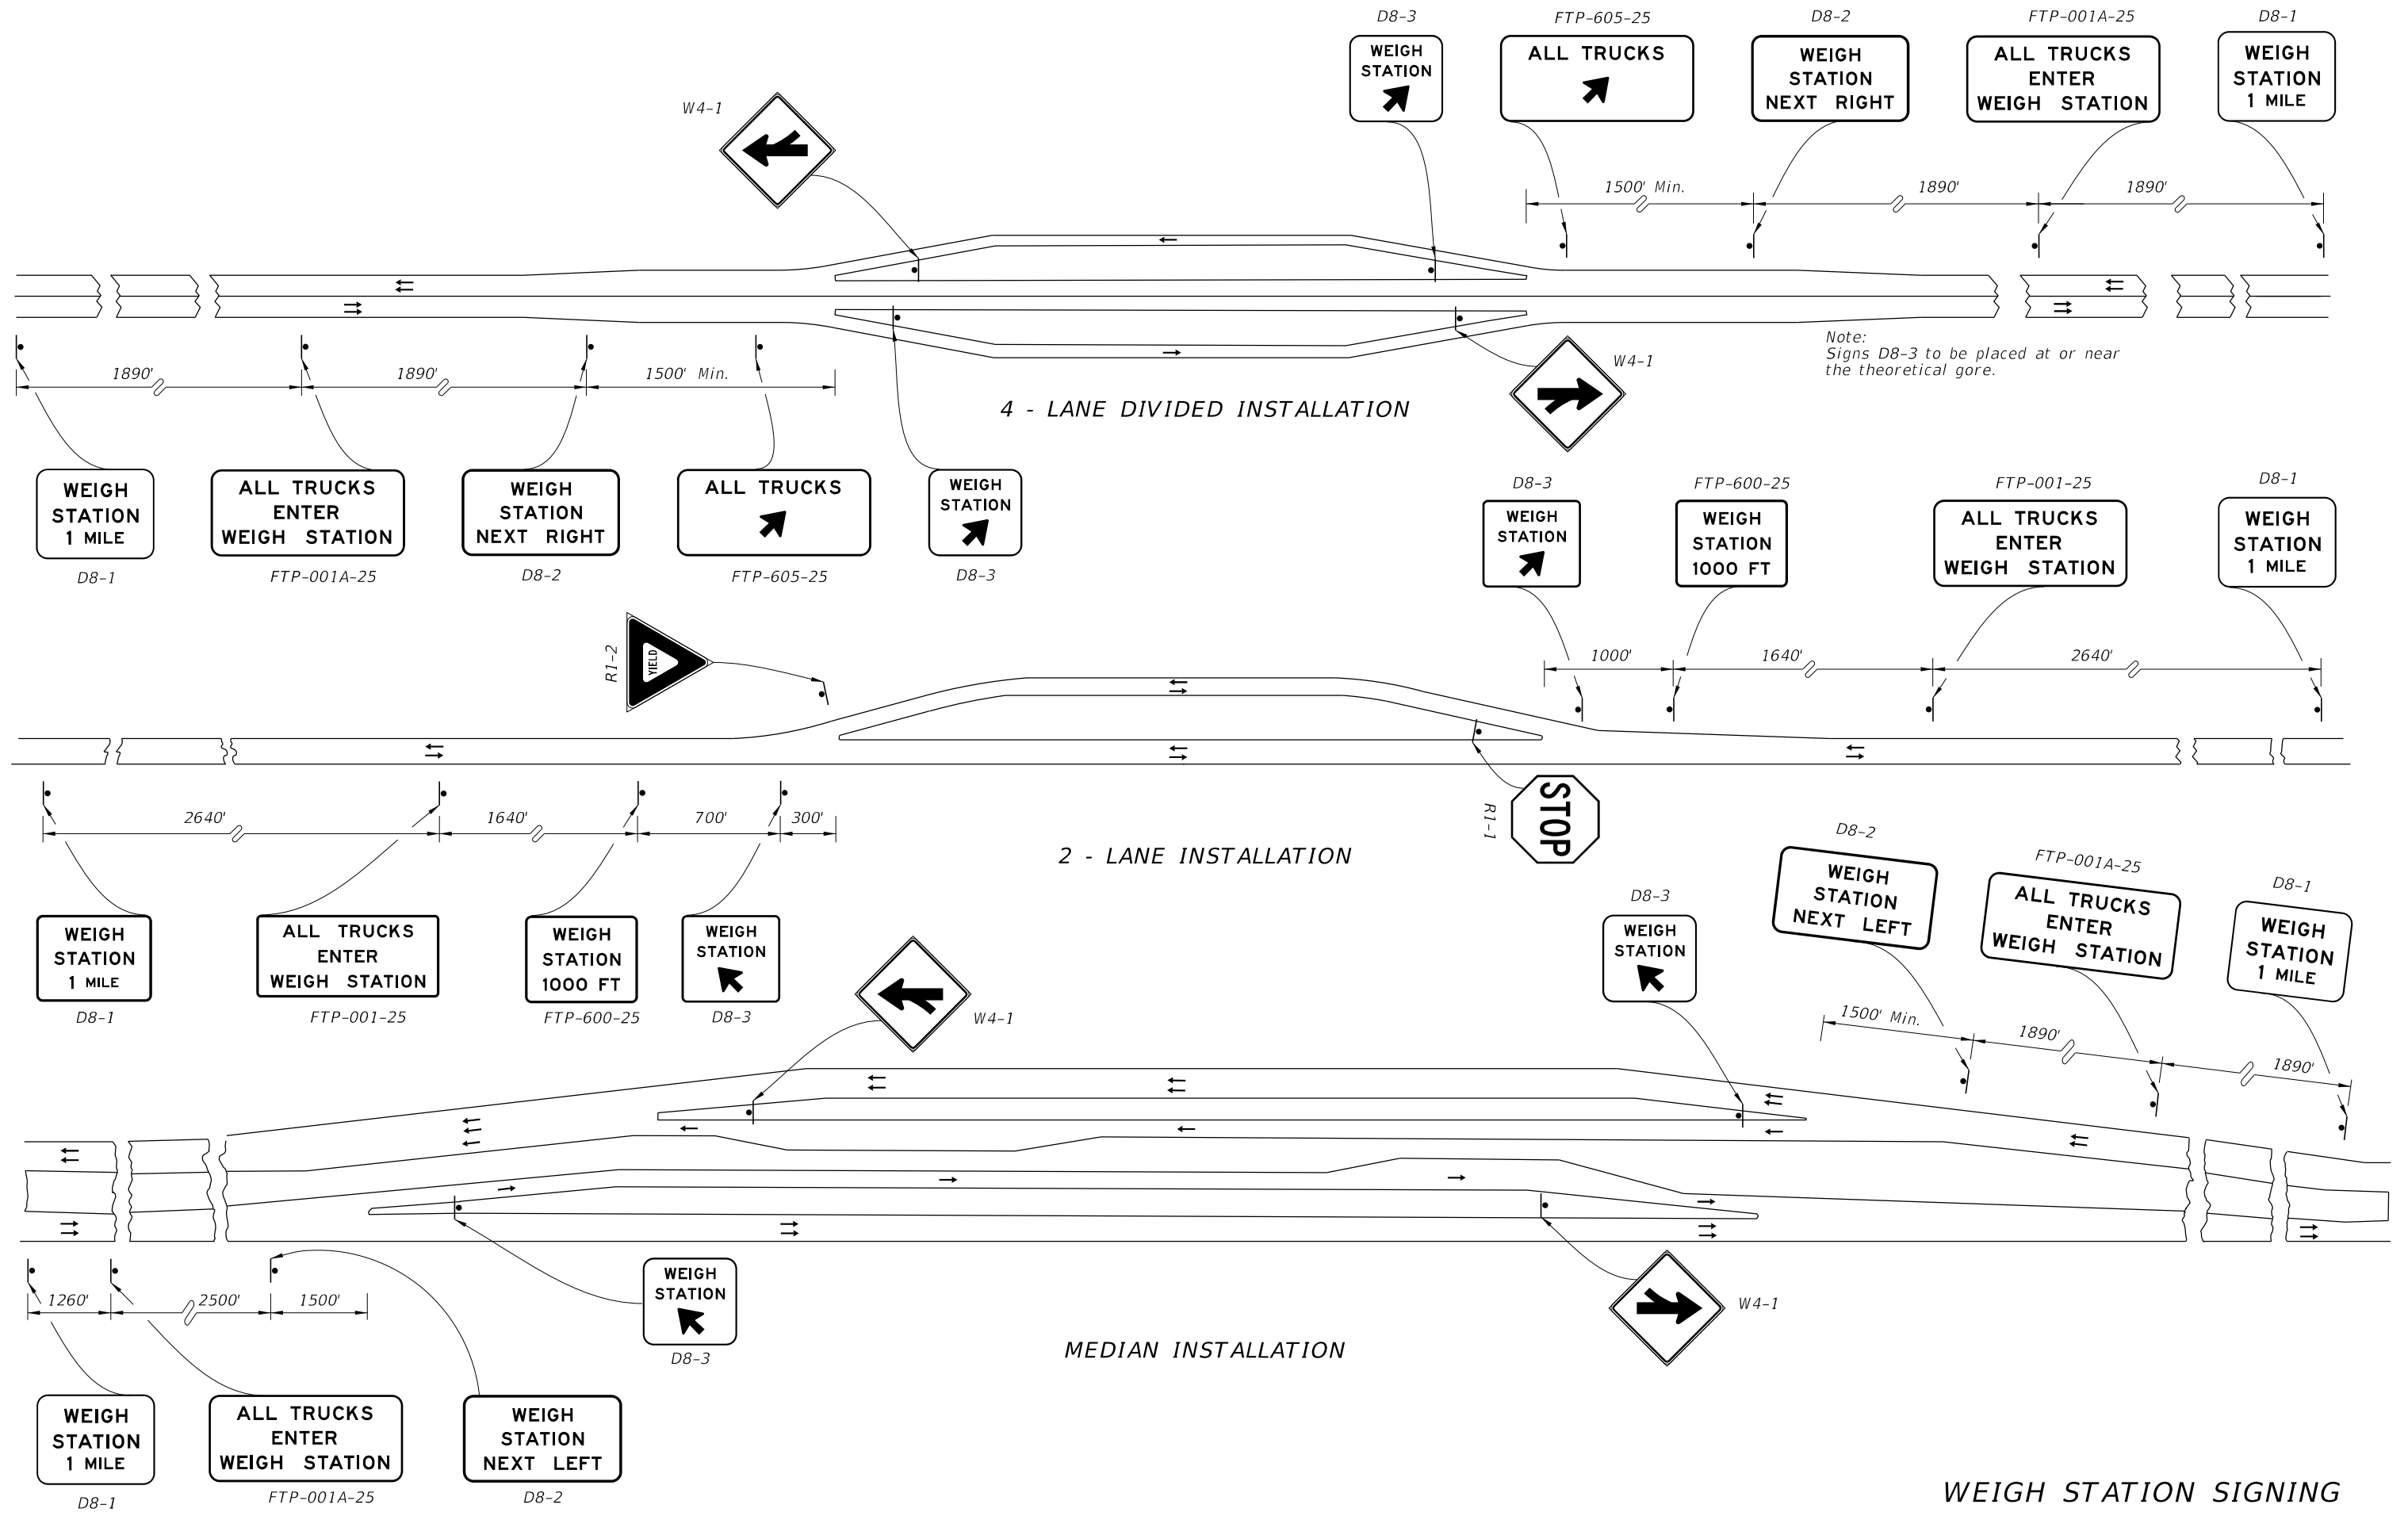 D8-3
FTP-605-25
D8-2
FTP-001A-25
D8-1
WEIGH
STATION
ALL TRUCKS
WEIGH
STATION
NEXT RIGHT
ALL TRUCKS
ENTER
WEIGH STATION
WEIGH
STATION
1 MILE
W4-1
1500' Min.
1890'
1890'
Note:
Signs D8-3 to be placed at or near
the theoretical gore.
W4-1
1890'
1890'
1500' Min.
4 - LANE DIVIDED INSTALLATION
WEIGH
STATION
1 MILE
D8-1
ALL TRUCKS
ENTER
WEIGH STATION
FTP-001A-25
WEIGH
STATION
NEXT RIGHT
D8-2
ALL TRUCKS
FTP-605-25
WEIGH
STATION
D8-3
D8-3
FTP-600-25
FTP-001-25
D8-1
WEIGH
STATION
WEIGH
STATION
1000 FT
ALL TRUCKS
ENTER
WEIGH STATION
WEIGH
STATION
1 MILE
R1-2
YIELD
1000'
1640'
2640'
R1-1
STOP
2640'
1640'
700'
300'
2 - LANE INSTALLATION
WEIGH
STATION
1 MILE
D8-1
ALL TRUCKS
ENTER
WEIGH STATION
FTP-001-25
WEIGH
STATION
1000 FT
FTP-600-25
WEIGH
STATION
D8-3
W4-1
D8-3
WEIGH
STATION
D8-2
WEIGH
STATION
NEXT LEFT
FTP-001A-25
ALL TRUCKS
ENTER
WEIGH STATION
D8-1
WEIGH
STATION
1 MILE
1500' Min.
1890'
1890'
1260'
2500'
1500'
WEIGH
STATION
D8-3
W4-1
MEDIAN INSTALLATION
WEIGH
STATION
1 MILE
D8-1
ALL TRUCKS
ENTER
WEIGH STATION
FTP-001A-25
WEIGH
STATION
NEXT LEFT
D8-2
WEIGH STATION SIGNING